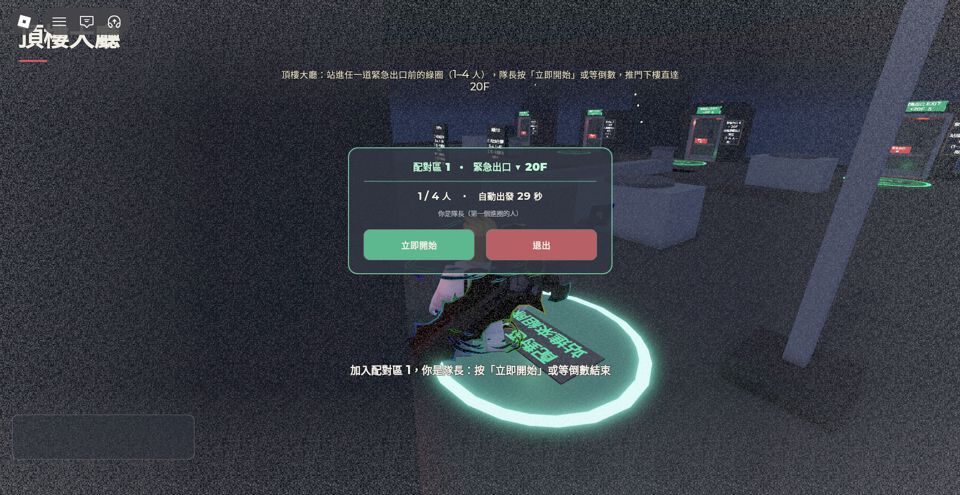 頂樓大廳
頂樓大廳：站進任一道緊急出口前的綠圈（1–4 人），隊長按「立即開始」或等倒數，推門下樓直達
20F
配對區 1 · 緊急出口 ▼ 20F
1 / 4 人 · 自動出發 29 秒
你是隊長（第一個進圈的人）
立即開始
退出
站進來組隊
加入配對區 1，你是隊長：按「立即開始」或等倒數結束